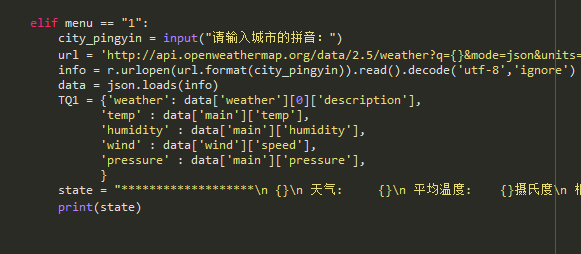 elif menu == "1":
city_pingyin = input("请输入城市的拼音：")
url = 'http://api.openweathermap.org/data/2.5/weather?q={}&mode=json&units=
info = r.urlopen(url.format(city_pingyin)).read().decode('utf-8','ignore')
data = json.loads(info)
TQ1 = {'weather': data['weather'][0]['description'],
'temp' : data['main']['temp'],
'humidity' : data['main']['humidity'],
'wind' : data['wind']['speed'],
'pressure' : data['main']['pressure'],
}
state = "*******************\n {}\n 天气:     {}\n 平均温度:   {}摄氏度\n
print(state)